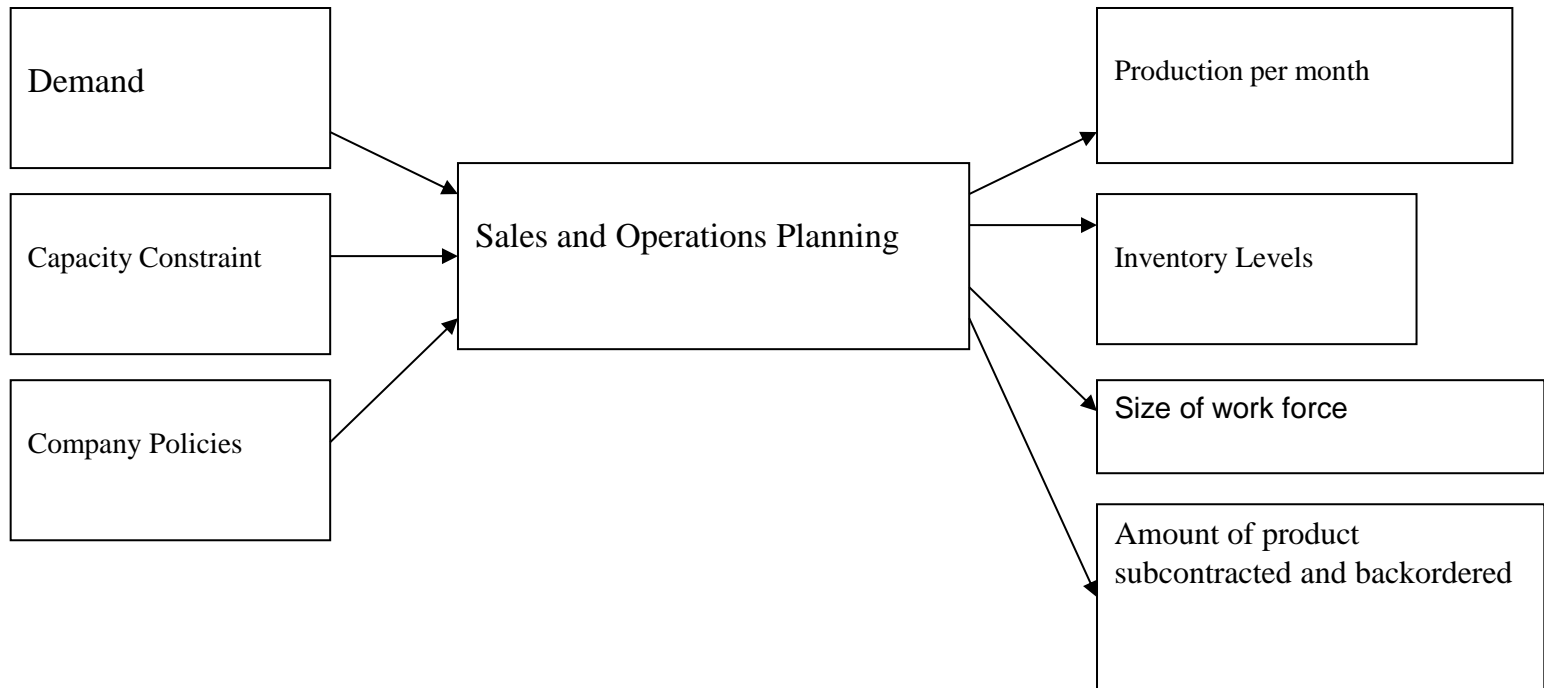 Demand
Capacity Constraint
Company Policies
Sales and Operations Planning
Production per month
Inventory Levels
Size of work force
Amount of product
subcontracted and backordered